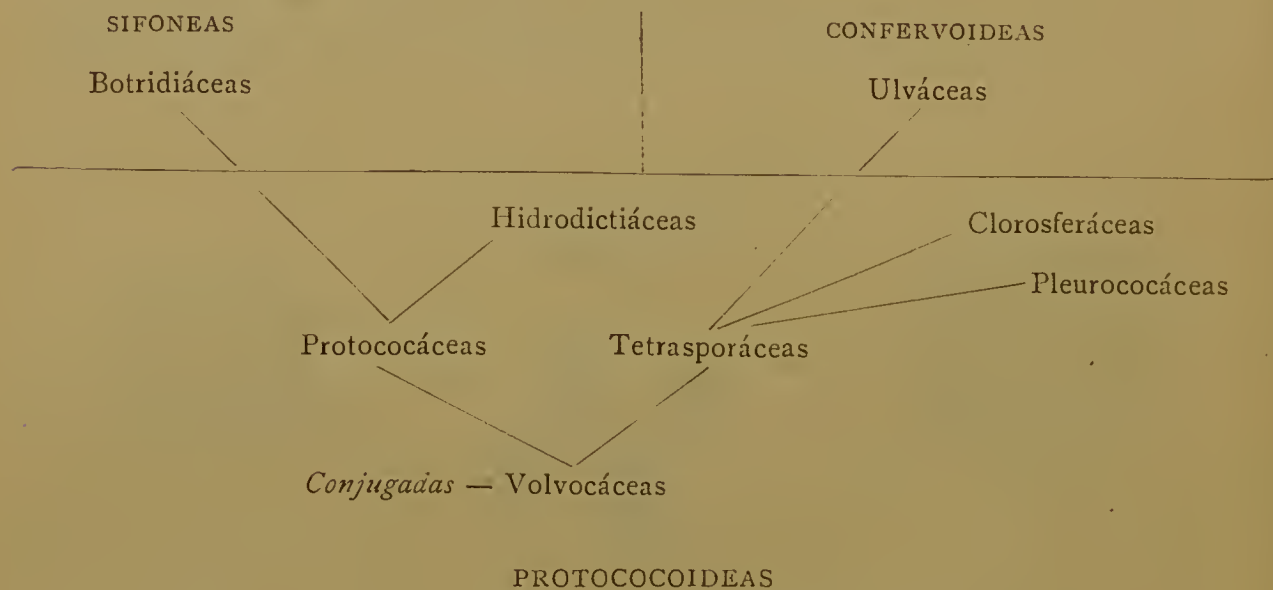 SIFONEAS
CONFERVOIDEAS
Botridiáceas
Ulváceas
Hidrodictiáceas
Clorosferáceas
Pleurococáceas
Protococáceas
Tetrasporáceas
Conjugadas — Volvocáceas
PROTOCOCOIDEAS